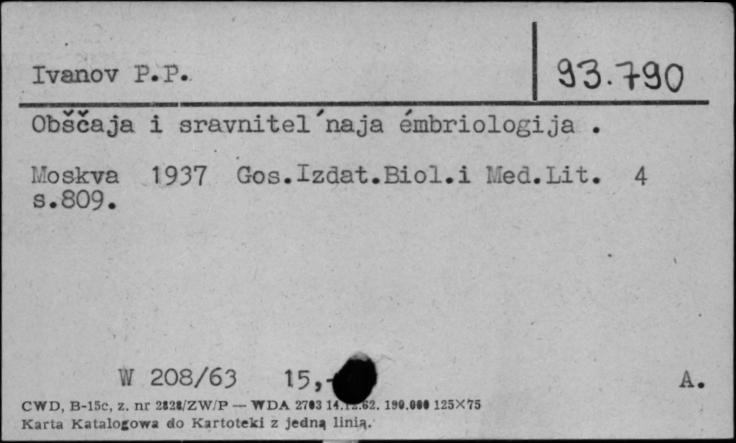 Ivanov P.P. 93.790
Obščaja i sravnitel'naja émbriologija .
Moskva 1937 Gos.Izdat.Biol.i Med.Lit. 4
s.809.
W 208/63 15,- A.
CWD, B-15c, z. nr 2828/ZW/P — WDA 2703 14.12.62. 190.000 125×75
Karta Katalogowa do Kartoteki z jedną linią.